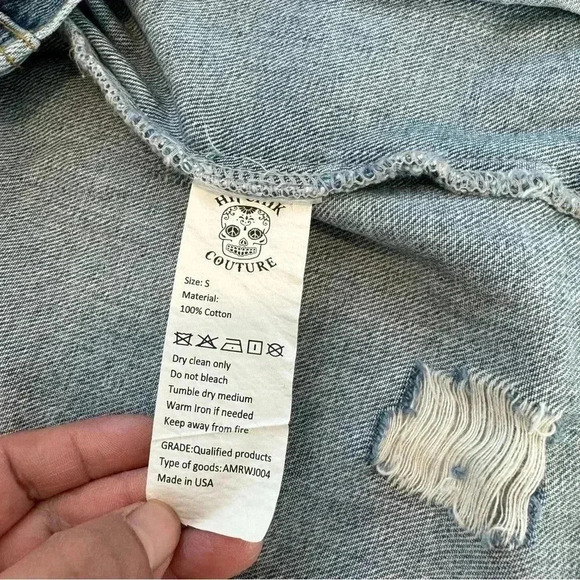 COUTURE
Size: S
Material:
100% Cotton
Dry clean only
Do not bleach
Tumble dry medium
Warm Iron if needed
Keep away from fire
GRADE:Qualified products
Type of goods:AMRWJ004
Made in USA